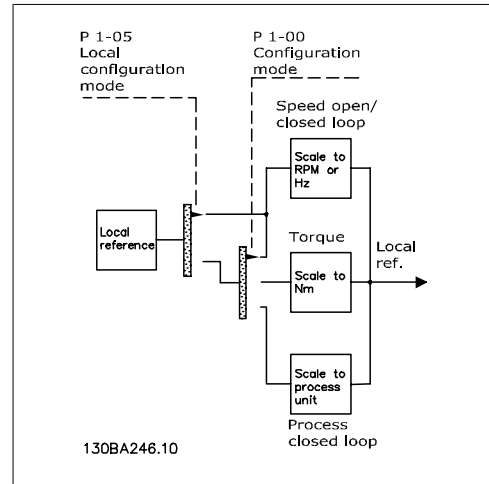 P 1-05
Local
configuration
mode
P 1-00
Configuration
mode
Speed open/
closed loop
Scale to
RPM or
Hz
Local
reference
Torque
Scale to
Nm
Local
ref.
Scale to
process
unit
Process
closed loop
130BA246.10